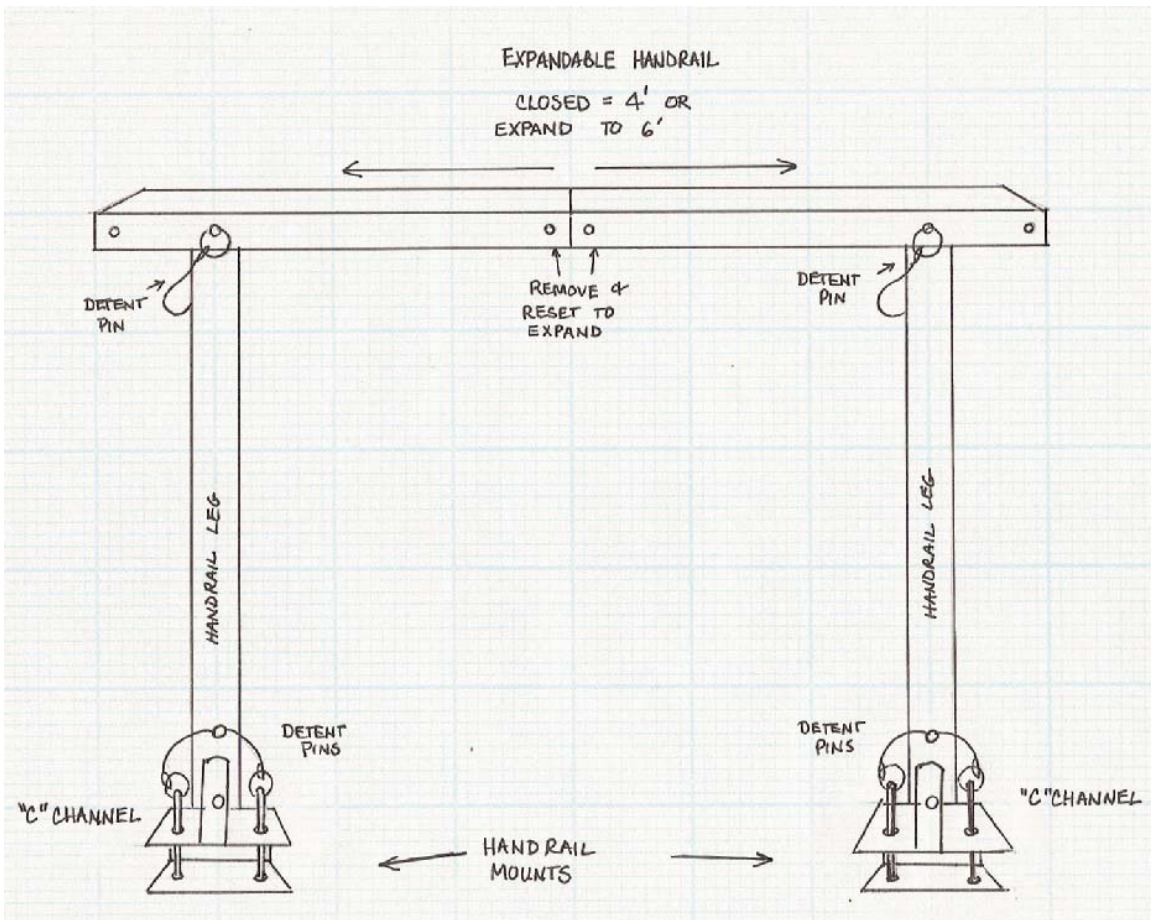 EXPANDABLE HANDRAIL
CLOSED = 4' OR
EXPAND TO 6'
DETENT
PIN
REMOVE &
RESET TO
EXPAND
DETENT
PIN
HANDRAIL LEG
HANDRAIL LEG
DETENT
PINS
DETENT
PINS
"C" CHANNEL
"C" CHANNEL
HANDRAIL
MOUNTS